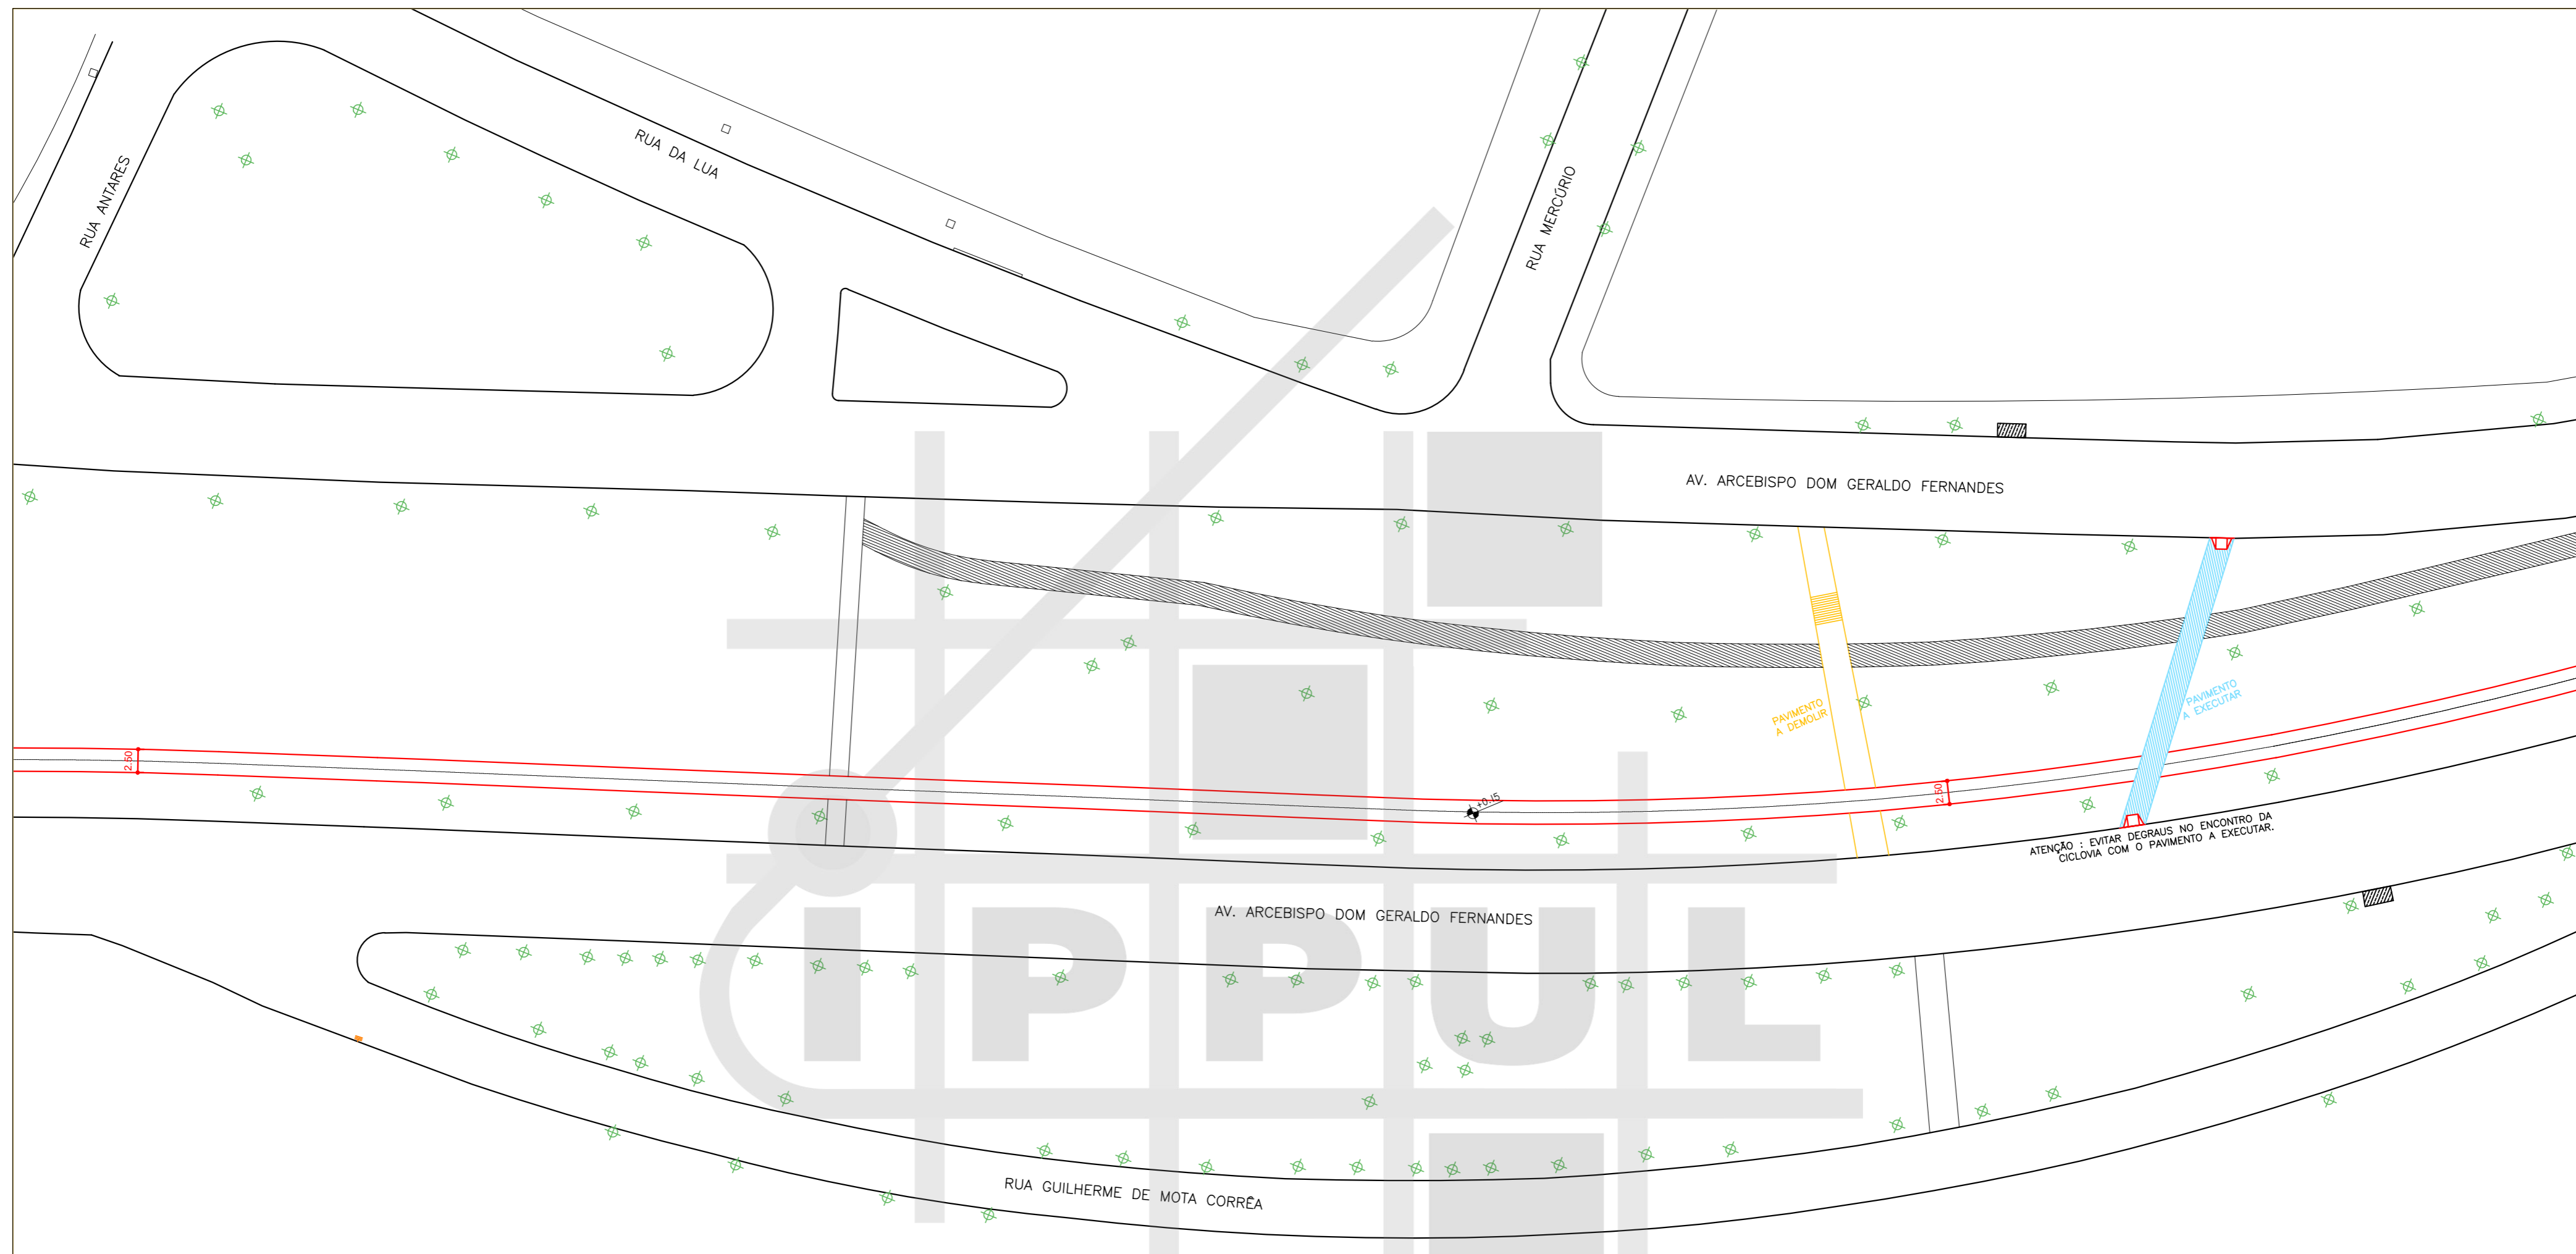 RUA ANTARES
RUA DA LUA
RUA MERCÚRIO
AV. ARCEBISPO DOM GERALDO FERNANDES
PAVIMENTO
A DEMOLIR
PAVIMENTO
A EXECUTAR
2.50
2.50
+0.15
ATENÇÃO : EVITAR DEGRAUS NO ENCONTRO DA
CICLOVIA COM O PAVIMENTO A EXECUTAR.
AV. ARCEBISPO DOM GERALDO FERNANDES
IPPUL
RUA GUILHERME DE MOTA CORRÊA